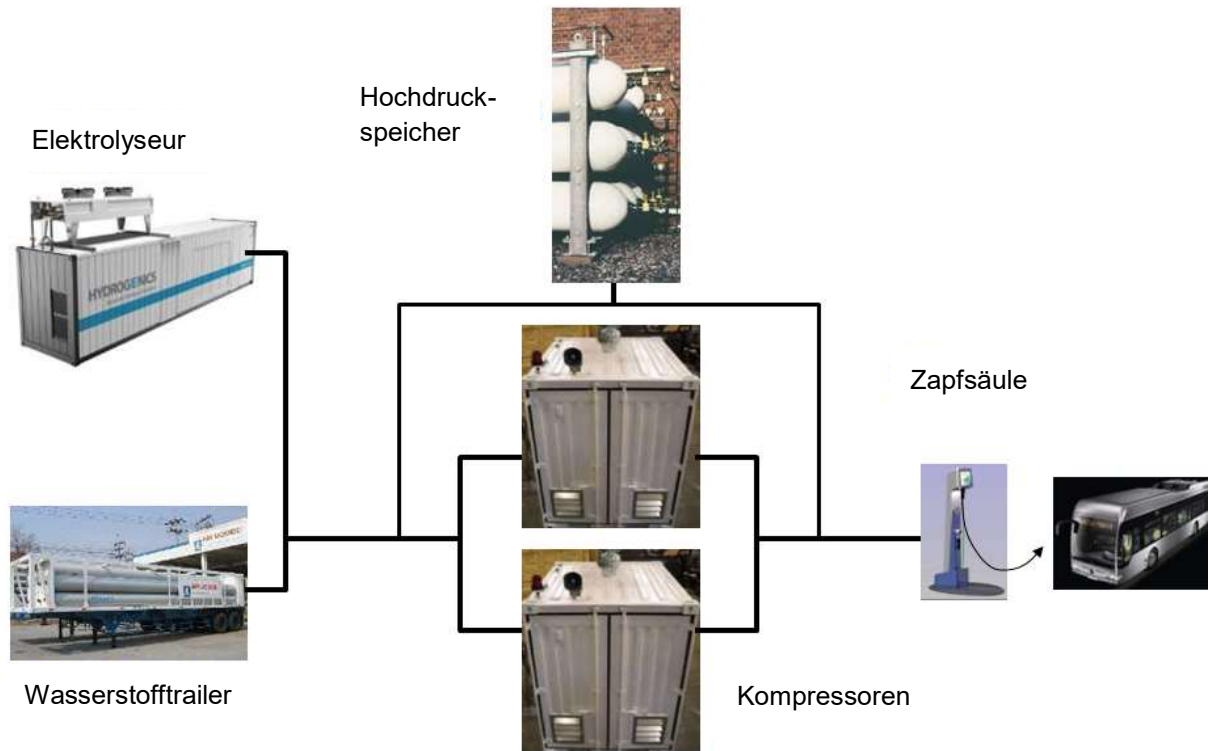 Hochdruck-
speicher
Elektrolyseur
HYDROGENICS
Zapfsäule
Wasserstofftrailer
Kompressoren